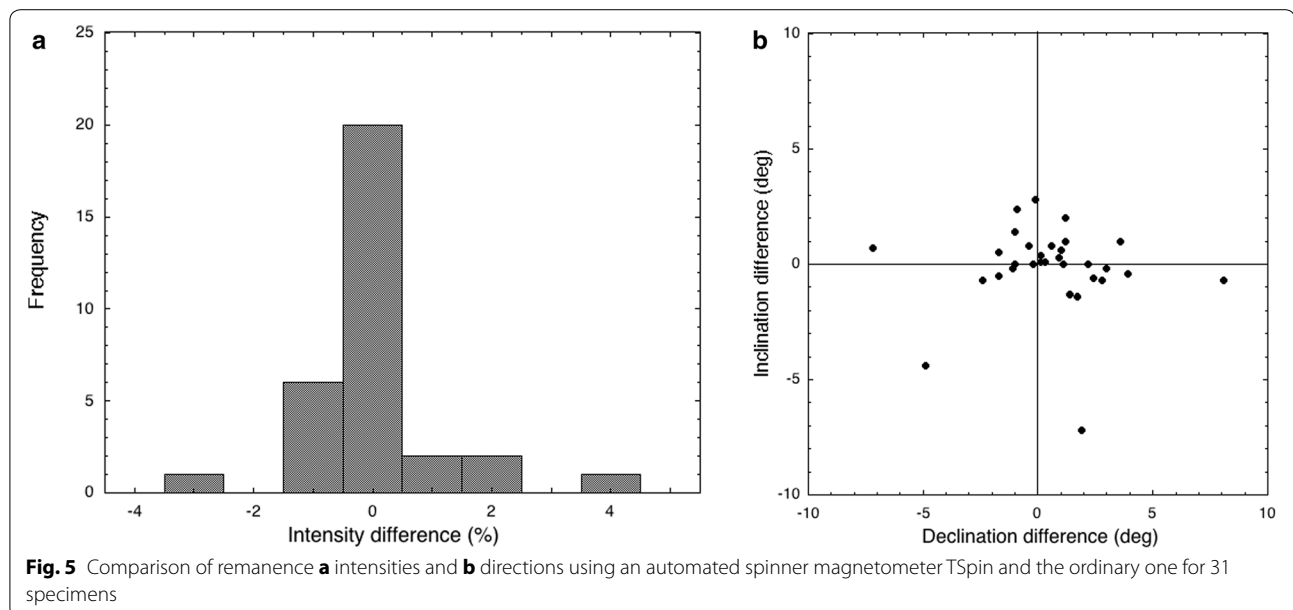 a
25
20
15
10
5
0
Frequency
-4 -2 0 2 4
Intensity difference (%)
b
10
5
0
-5
-10
Inclination difference (deg)
-10 -5 0 5 10
Declination difference (deg)
Fig. 5 Comparison of remanence a intensities and b directions using an automated spinner magnetometer TSpin and the ordinary one for 31
specimens